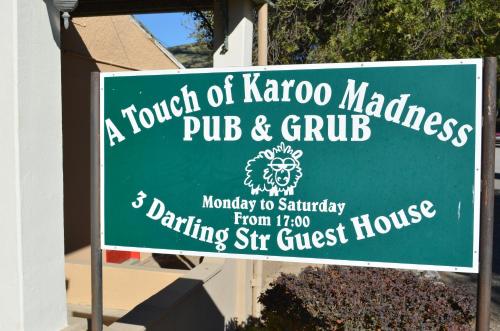 A Touch of Karoo Madness
PUB & GRUB
Monday to Saturday
From 17:00
3 Darling Str Guest House